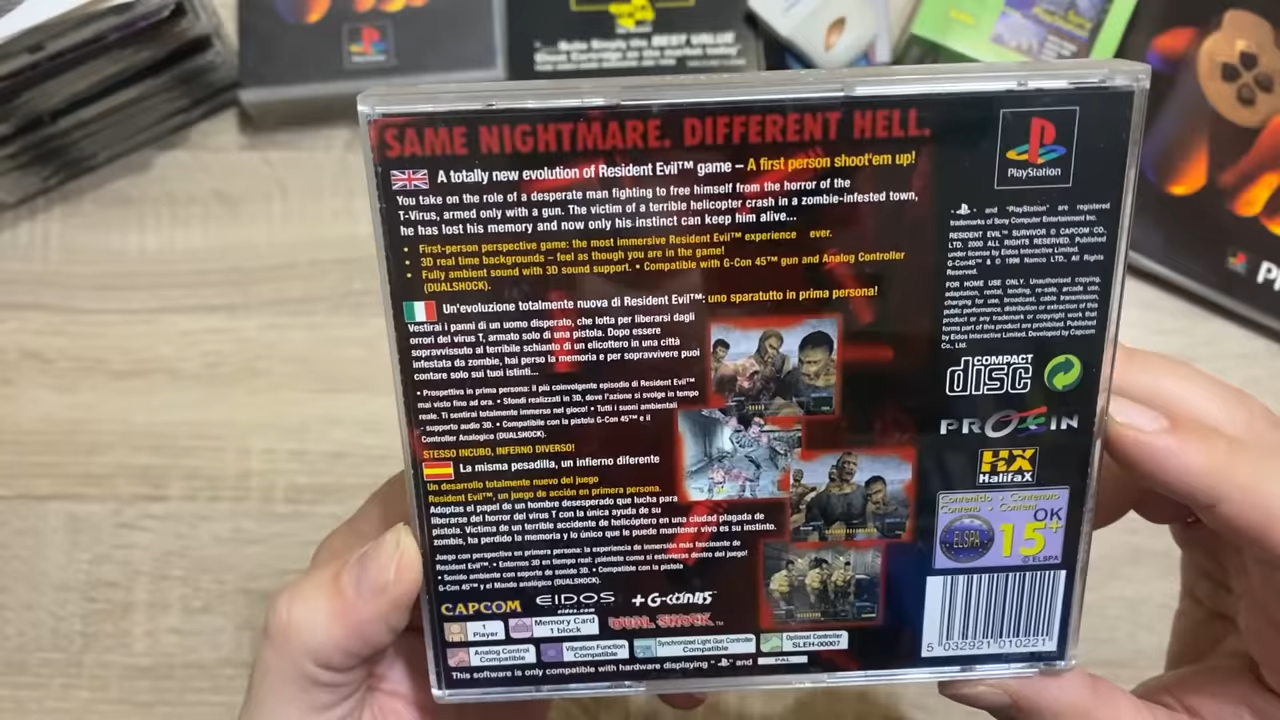 Make Simply the BEST VALUE
Cheat Cartridge on the market today"
SAME NIGHTMARE. DIFFERENT HELL.
A totally new evolution of Resident Evil™ game – A first person shoot'em up!
You take on the role of a desperate man fighting to free himself from the horror of the
T-Virus, armed only with a gun. The victim of a terrible helicopter crash in a zombie-infested town,
he has lost his memory and now only his instinct can keep him alive...
• First-person perspective game: the most immersive Resident Evil™ experience ever.
• 3D real time backgrounds – feel as though you are in the game!
• Fully ambient sound with 3D sound support. • Compatible with G-Con 45™ gun and Analog Controller
(DUALSHOCK).
Un'evoluzione totalmente nuova di Resident Evil™: uno sparatutto in prima persona!
Vestirai i panni di un uomo disperato, che lotta per liberarsi dagli
orrori del virus T, armato solo di una pistola. Dopo essere
sopravvissuto al terribile schianto di un elicottero in una città
infestata da zombie, hai perso la memoria e per sopravvivere puoi
contare solo sui tuoi istinti...
• Prospettiva in prima persona: il più coinvolgente episodio di Resident Evil™
mai visto fino ad ora. • Sfondi realizzati in 3D, dove l'azione si svolge in tempo
reale. Ti sentirai totalmente immerso nel gioco! • Tutti i suoni ambientali
- supporto audio 3D. • Compatibile con la pistola G-Con 45™ e il
Controller Analogico (DUALSHOCK).
STESSO INCUBO, INFERNO DIVERSO!
La misma pesadilla, un infierno diferente
Un desarrollo totalmente nuevo del juego
Resident Evil™, un juego de acción en primera persona.
Adoptas el papel de un hombre desesperado que lucha para
liberarse del horror del virus T con la única ayuda de su
pistola. Víctima de un terrible accidente de helicóptero en una ciudad plagada de
zombis, ha perdido la memoria y lo único que le puede mantener vivo es su instinto.
Juego con perspectiva en primera persona: la experiencia de inmersión más fascinante de
Resident Evil™. • Entornos 3D en tiempo real: ¡siéntete como si estuvieras dentro del juego!
• Sonido ambiente con soporte de sonido 3D. • Compatible con la pistola
G-Con 45™ y el Mando analógico (DUALSHOCK).
CAPCOM
EIDOS
eidos.com
+G-con45™
DUAL SHOCK™
1
Player
Memory Card
1 block
Analog Control
Compatible
Vibration Function
Compatible
Synchronized Light Gun Controller
Compatible
Optional Controller
SLEH-00007
This software is only compatible with hardware displaying " " and PAL
PlayStation
" " and "PlayStation" are registered
trademarks of Sony Computer Entertainment Inc.
RESIDENT EVIL™ SURVIVOR © CAPCOM CO.,
LTD. 2000 ALL RIGHTS RESERVED. Published
under license by Eidos Interactive Limited.
G-Con45™ & © 1996 Namco LTD., All Rights
Reserved.
FOR HOME USE ONLY. Unauthorised copying,
adaptation, rental, lending, re-sale, arcade use,
charging for use, broadcast, cable transmission,
public performance, distribution or extraction of this
product or any trademark or copyright work that
forms part of this product are prohibited. Published
by Eidos Interactive Limited. Developed by Capcom
Co., Ltd.
COMPACT
disc
PROEIN
HX
HalifaX
Contenido • Contenuto
Contenu • Content
OK
ELSPA
15+
© ELSPA
5 032921 010221